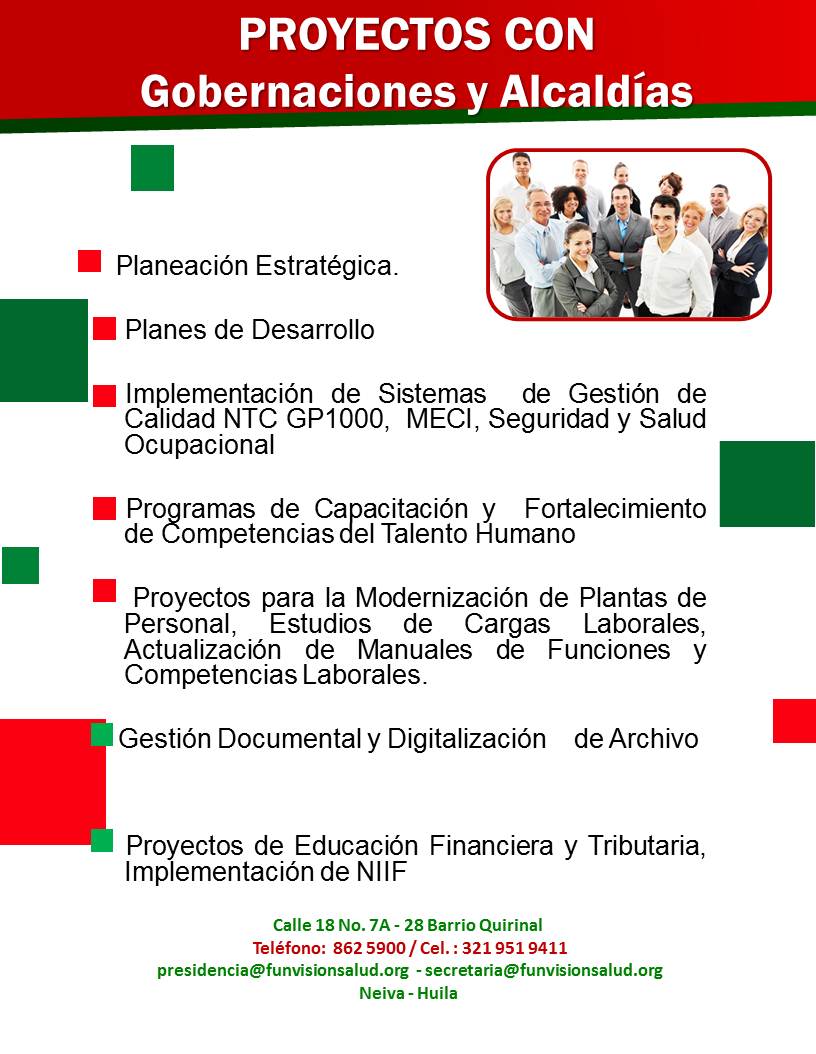 PROYECTOS CON
Gobernaciones y Alcaldías
Planeación Estratégica.
Planes de Desarrollo
Implementación de Sistemas de Gestión de
Calidad NTC GP1000, MECI, Seguridad y Salud
Ocupacional
Programas de Capacitación y Fortalecimiento
de Competencias del Talento Humano
Proyectos para la Modernización de Plantas de
Personal, Estudios de Cargas Laborales,
Actualización de Manuales de Funciones y
Competencias Laborales.
Gestión Documental y Digitalización de Archivo
Proyectos de Educación Financiera y Tributaria,
Implementación de NIIF
Calle 18 No. 7A - 28 Barrio Quirinal
Teléfono: 862 5900 / Cel. : 321 951 9411
presidencia@funvisionsalud.org - secretaria@funvisionsalud.org
Neiva - Huila